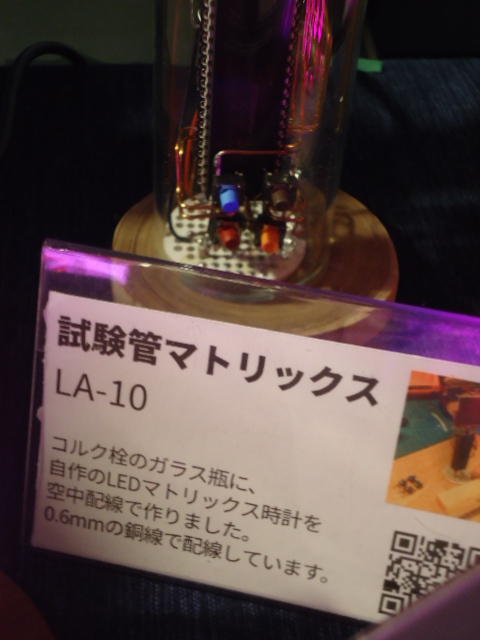 試験管マトリックス
LA-10
コルク栓のガラス瓶に、
自作のLEDマトリックス時計を
空中配線で作りました。
0.6mmの銅線で配線しています。